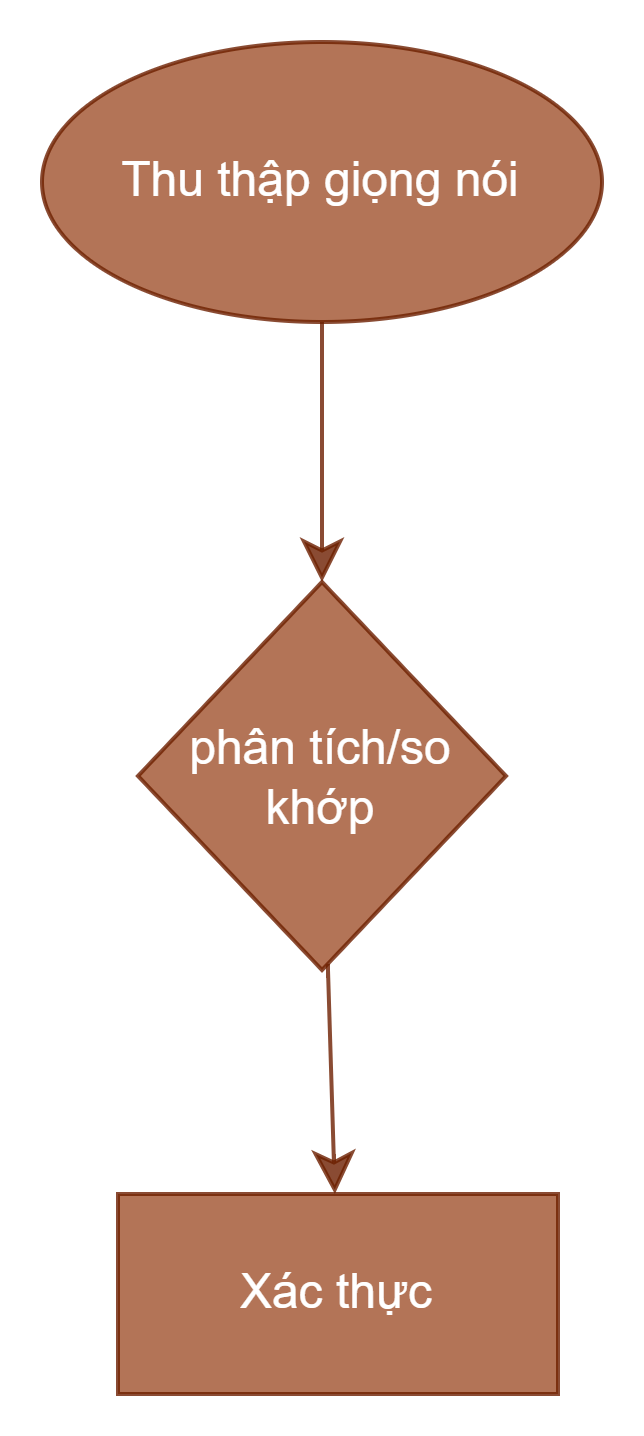 Thu thập giọng nói
phân tích/so
khớp
Xác thực